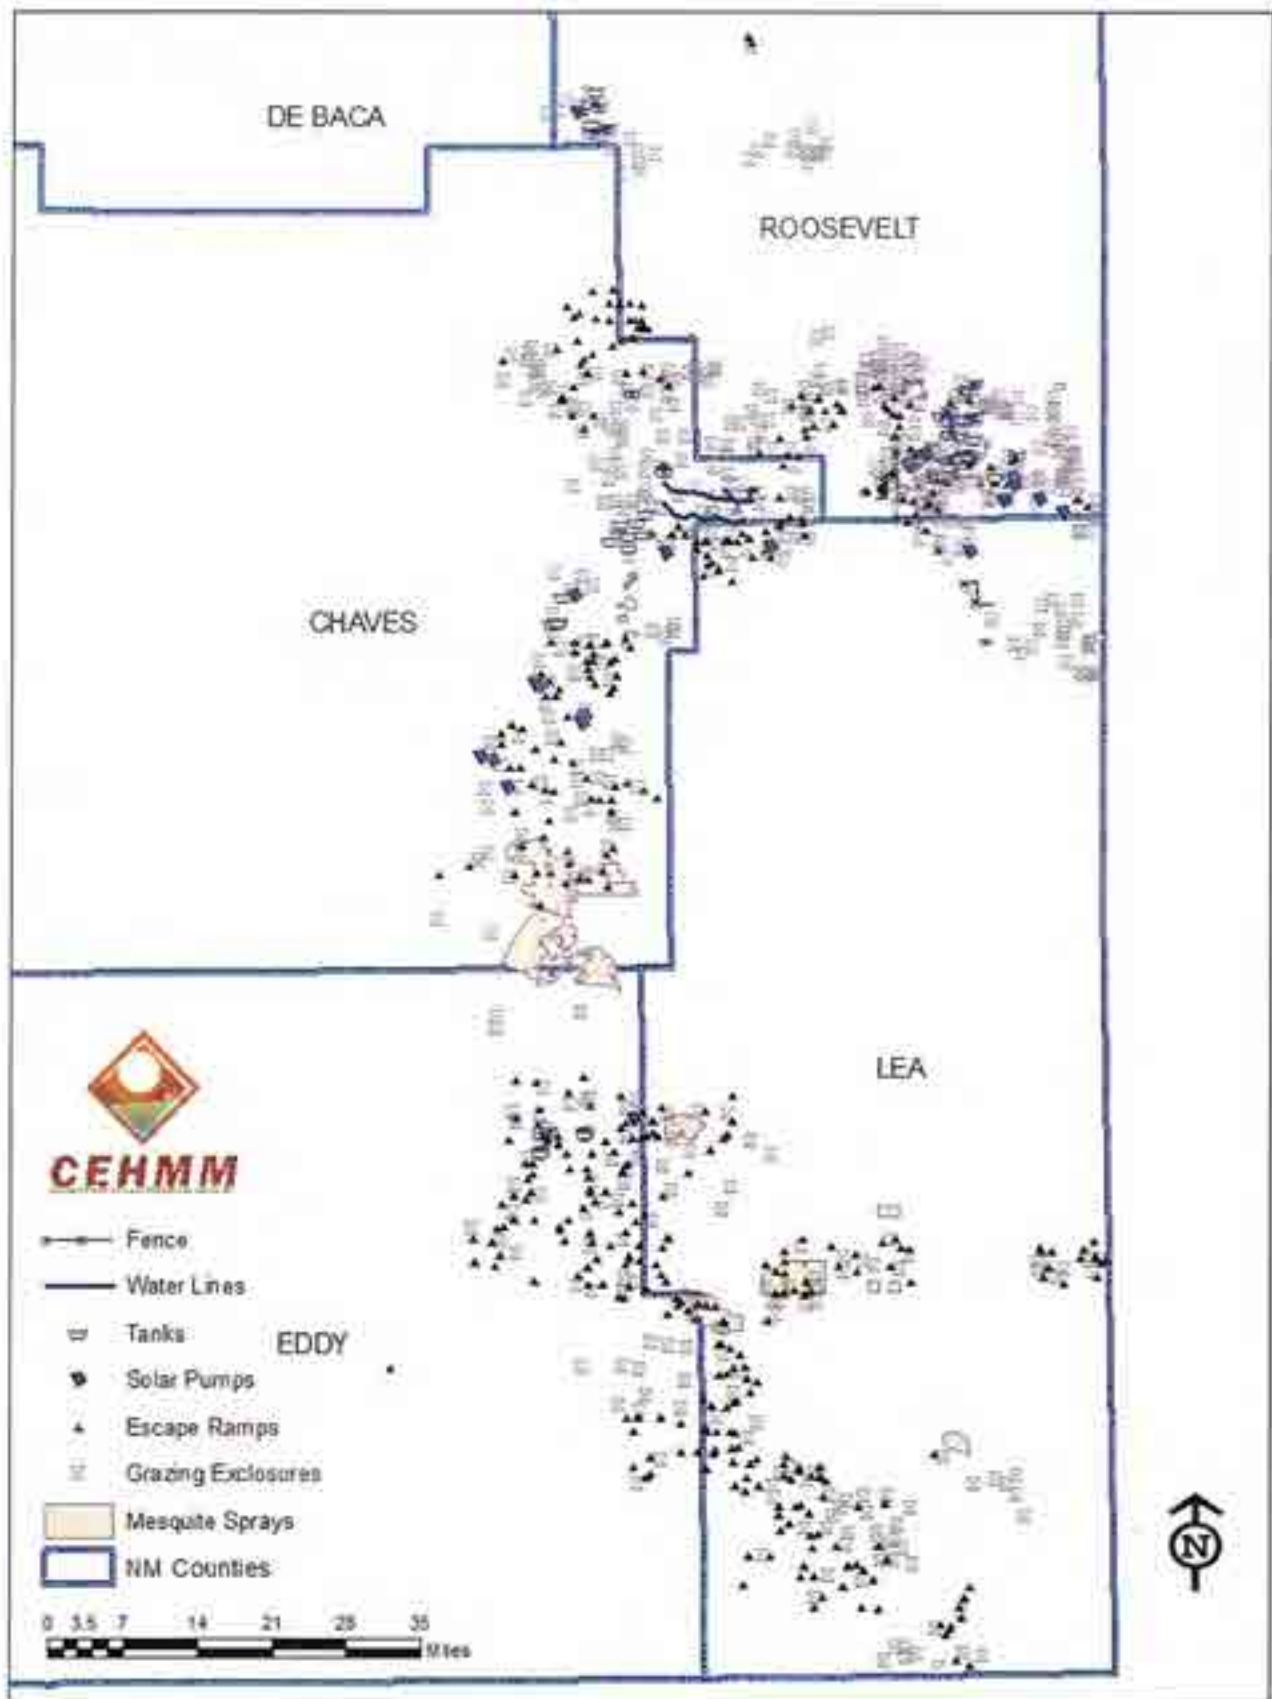 DE BACA
ROOSEVELT
CHAVES
LEA
CEHMM
Fence
Water Lines
Tanks
EDDY
Solar Pumps
Escape Ramps
Grazing Exclosures
Mesquite Sprays
NM Counties
0 3.5 7 14 21 28 35
Miles
N